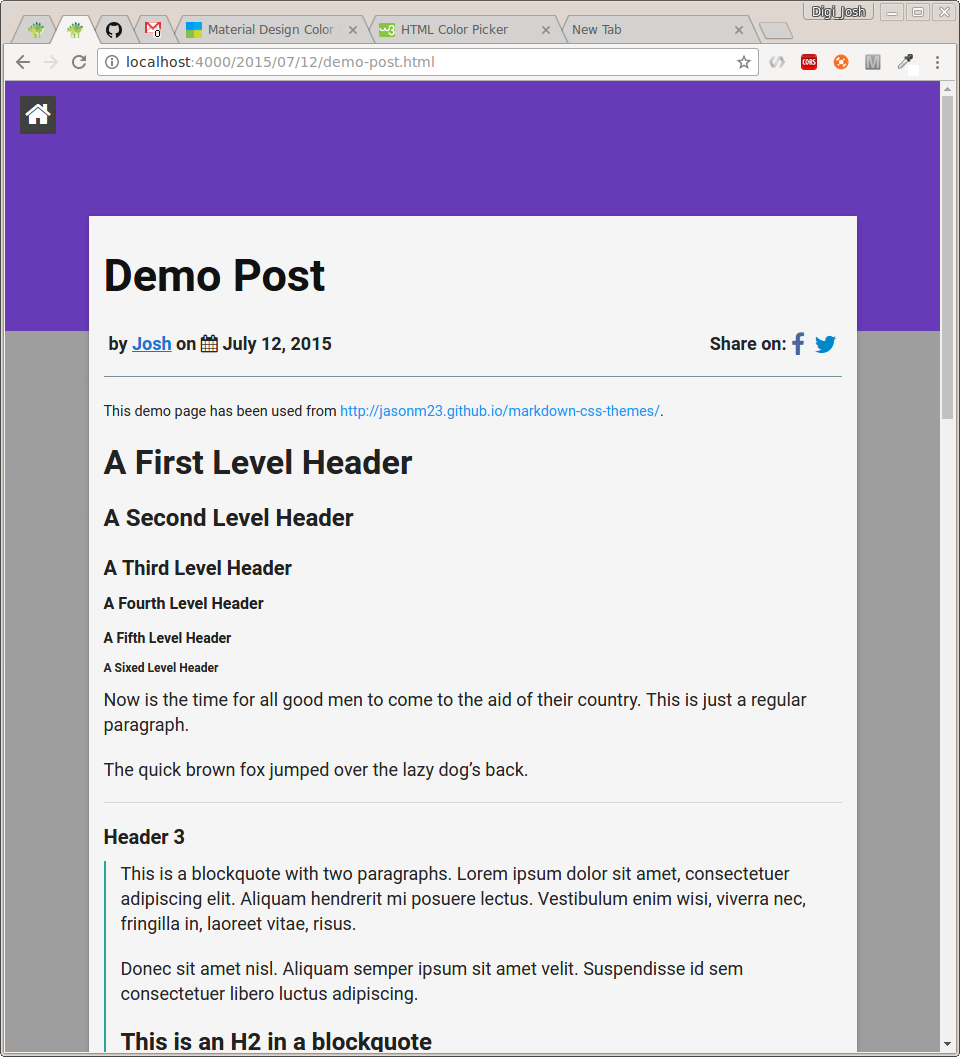 Digi_Josh
0
Material Design Color
HTML Color Picker
New Tab
localhost:4000/2015/07/12/demo-post.html
CORS
M
Demo Post
by Josh on July 12, 2015
Share on:
This demo page has been used from http://jasonm23.github.io/markdown-css-themes/.
A First Level Header
A Second Level Header
A Third Level Header
A Fourth Level Header
A Fifth Level Header
A Sixed Level Header
Now is the time for all good men to come to the aid of their country. This is just a regular
paragraph.
The quick brown fox jumped over the lazy dog’s back.
Header 3
This is a blockquote with two paragraphs. Lorem ipsum dolor sit amet, consectetuer
adipiscing elit. Aliquam hendrerit mi posuere lectus. Vestibulum enim wisi, viverra nec,
fringilla in, laoreet vitae, risus.
Donec sit amet nisl. Aliquam semper ipsum sit amet velit. Suspendisse id sem
consectetuer libero luctus adipiscing.
This is an H2 in a blockquote